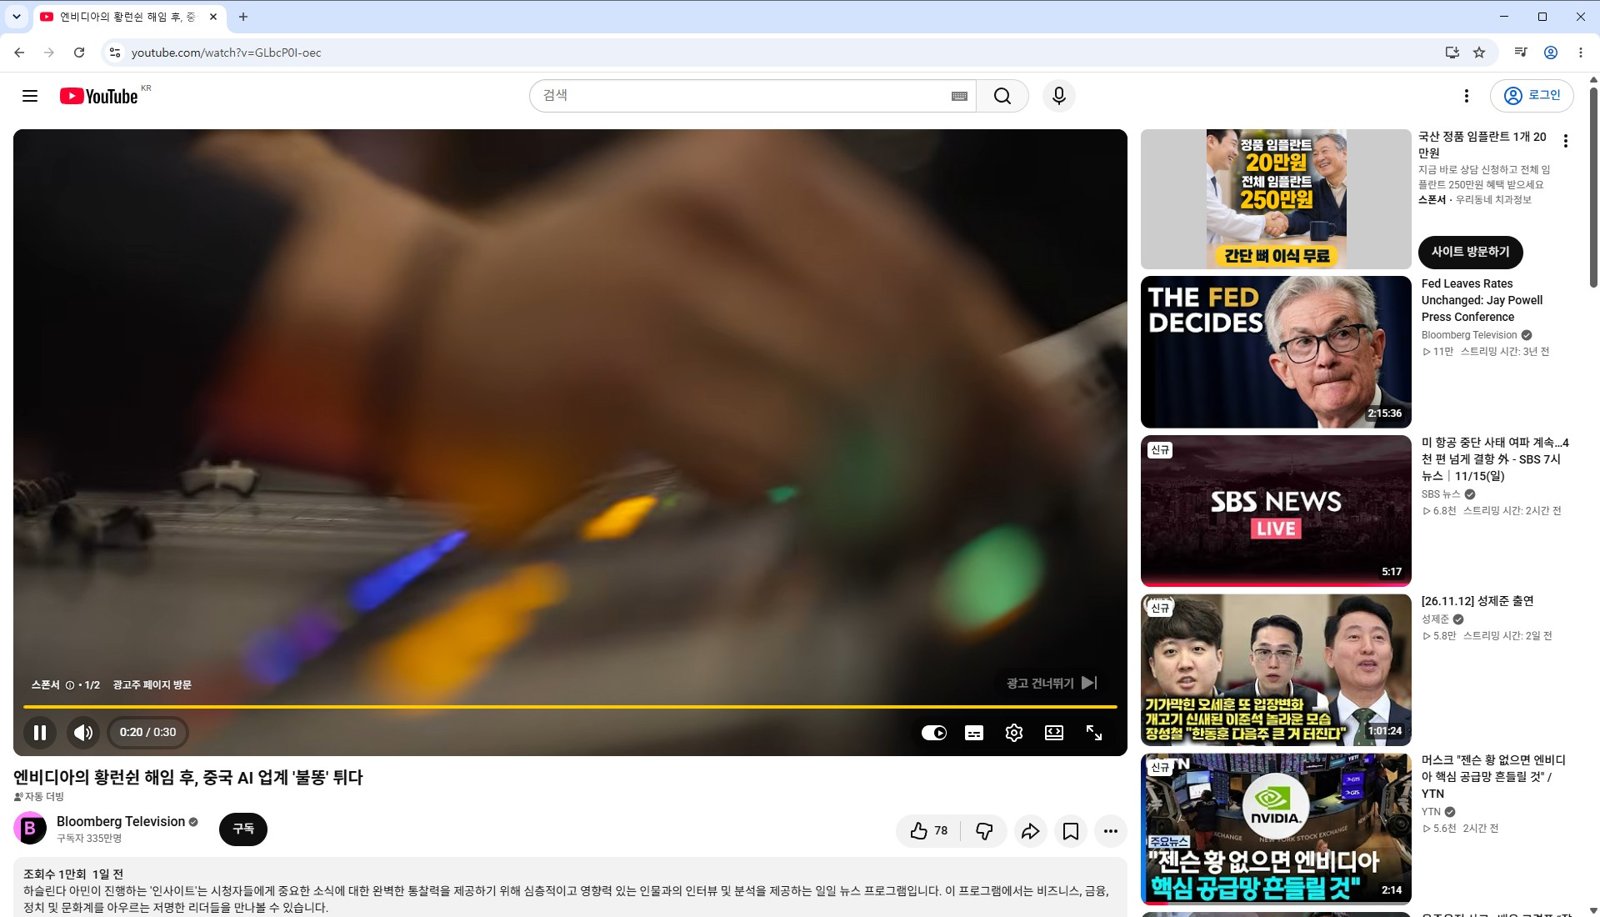 엔비디아의 황런쉰 해임 후, 중
youtube.com/watch?v=GLbcP0I-oec
YouTube KR
검색
로그인
스폰서 • 1/2 광고주 페이지 방문
광고 건너뛰기
0:20 / 0:30
엔비디아의 황런쉰 해임 후, 중국 AI 업계 '불똥' 튀다
자동 더빙
B
Bloomberg Television
구독자 335만명
구독
78
조회수 1만회 1일 전
하슬린다 아민이 진행하는 '인사이트'는 시청자들에게 중요한 소식에 대한 완벽한 통찰력을 제공하기 위해 심층적이고 영향력 있는 인물과의 인터뷰 및 분석을 제공하는 일일 뉴스 프로그램입니다. 이 프로그램에서는 비즈니스, 금융,
정치 및 문화계를 아우르는 저명한 리더들을 만나볼 수 있습니다.
정품 임플란트
20만원
전체 임플란트
250만원
간단 뼈 이식 무료
국산 정품 임플란트 1개 20
만원
지금 바로 상담 신청하고 전체 임
플란트 250만원 혜택 받으세요
스폰서 · 우리동네 치과정보
사이트 방문하기
THE FED
DECIDES
2:15:36
Fed Leaves Rates
Unchanged: Jay Powell
Press Conference
Bloomberg Television
11만 스트리밍 시간: 3년 전
신규
SBS NEWS
LIVE
5:17
미 항공 중단 사태 여파 계속...4
천 편 넘게 결항 外 - SBS 7시
뉴스｜11/15(일)
SBS 뉴스
6.8천 스트리밍 시간: 2시간 전
신규
기가막힌 오세훈 또 입장변화
개고기 신새된 이준석 놀라운 모습
장성철 "한동훈 다음주 큰 거 터진다"
1:01:24
[26.11.12] 성제준 출연
성제준
5.8만 스트리밍 시간: 2일 전
신규
NVIDIA.
주요뉴스
"젠슨 황 없으면 엔비디아
핵심 공급망 흔들릴 것"
2:14
머스크 "젠슨 황 없으면 엔비디
아 핵심 공급망 흔들릴 것" /
YTN
YTN
5.6천 2시간 전